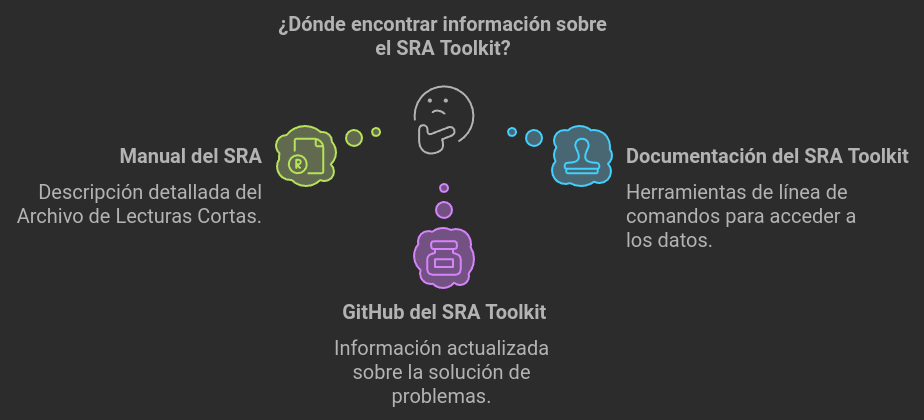 ¿Dónde encontrar información sobre
el SRA Toolkit?
Manual del SRA
Descripción detallada del
Archivo de Lecturas Cortas.
R
Documentación del SRA Toolkit
Herramientas de línea de
comandos para acceder a
los datos.
GitHub del SRA Toolkit
Información actualizada
sobre la solución de
problemas.